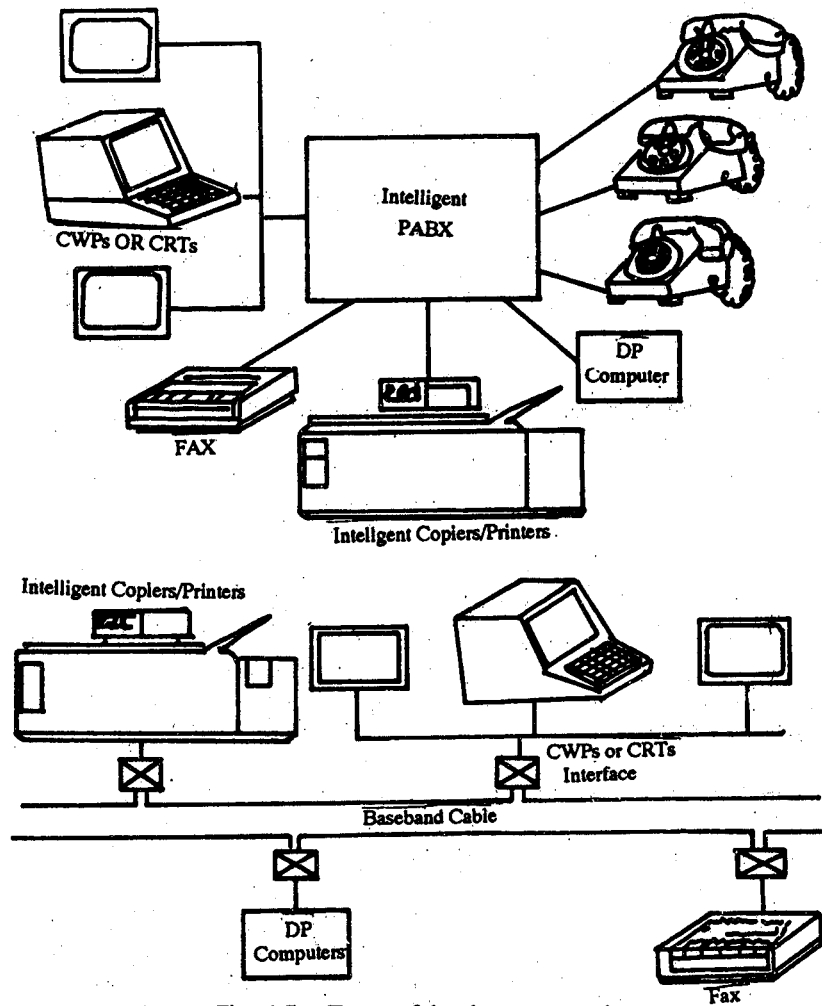 Intelligent
PABX
CWPs OR CRTs
DP
Computer
FAX
Intellgent Copiers/Printers
Intelligent Copiers/Printers
CWPs or CRTs
Interface
Baseband Cable
DP
Computers
Fax